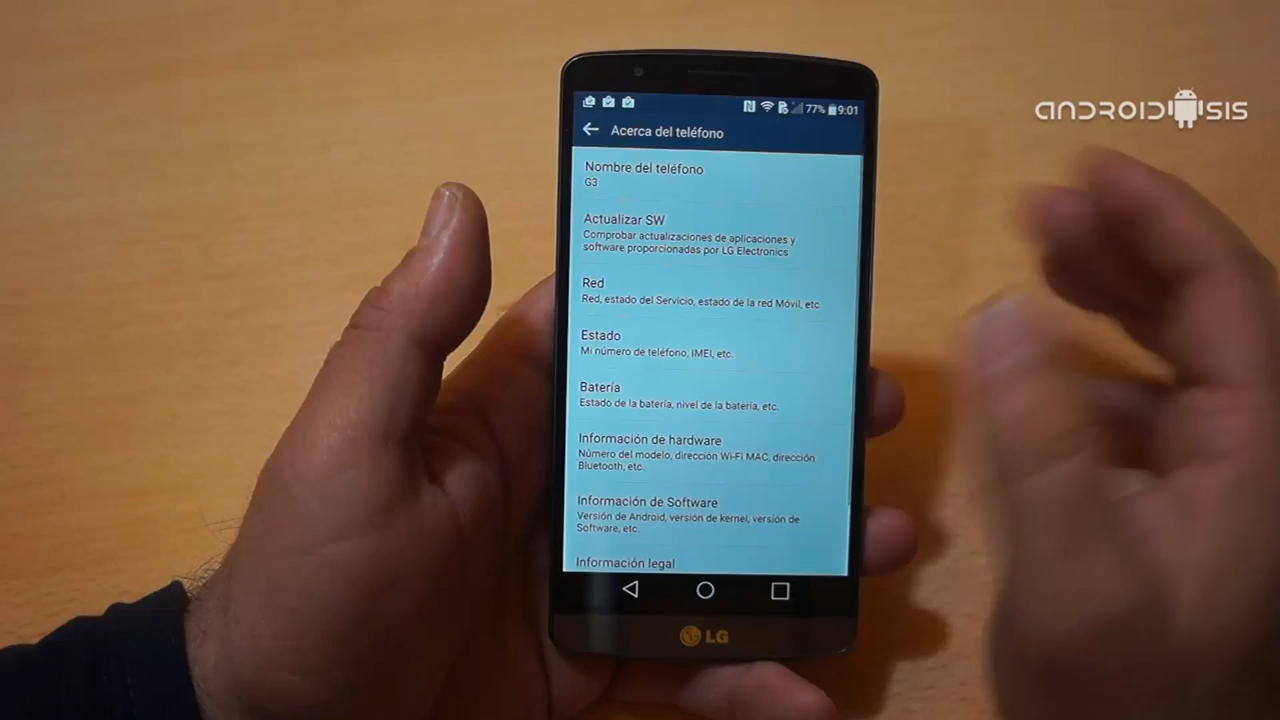 ANDROIDSIS
77% 9:01
Acerca del teléfono
Nombre del teléfono
G3
Actualizar SW
Comprobar actualizaciones de aplicaciones y
software proporcionadas por LG Electronics
Red
Red, estado del Servicio, estado de la red Móvil, etc.
Estado
Mi número de teléfono, IMEI, etc.
Batería
Estado de la batería, nivel de la batería, etc.
Información de hardware
Número del modelo, dirección Wi-Fi MAC, dirección
Bluetooth, etc.
Información de Software
Versión de Android, versión de kernel, versión de
Software, etc.
Información legal
LG